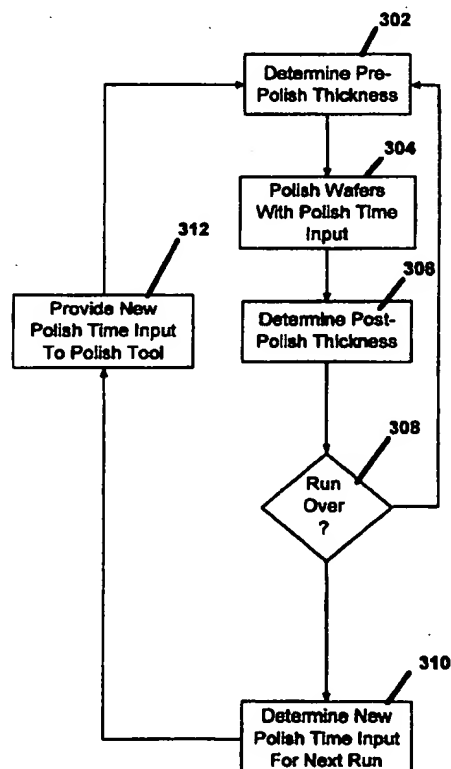 302
Determine Pre-
Polish Thickness
304
Polish Wafers
With Polish Time
Input
312
Provide New
Polish Time Input
To Polish Tool
306
Determine Post-
Polish Thickness
308
Run
Over
?
310
Determine New
Polish Time Input
For Next Run